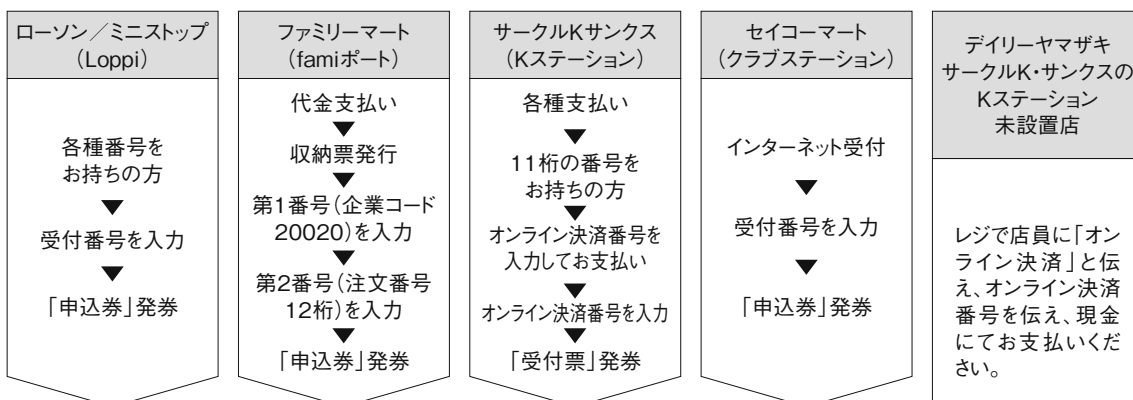 ローソン／ミニストップ
（Loppi）
各種番号を
お持ちの方
▼
受付番号を入力
▼
「申込券」発券
ファミリーマート
（famiポート）
代金支払い
▼
収納票発行
▼
第1番号（企業コード
20020）を入力
▼
第2番号（注文番号
12桁）を入力
▼
「申込券」発券
サークルKサンクス
（Kステーション）
各種支払い
▼
11桁の番号を
お持ちの方
▼
オンライン決済番号を
入力してお支払い
▼
オンライン決済番号を入力
▼
「受付票」発券
セイコーマート
（クラブステーション）
インターネット受付
▼
受付番号を入力
▼
「申込券」発券
デイリーヤマザキ
サークルK・サンクスの
Kステーション
未設置店
レジで店員に「オン
ライン決済」と伝
え、オンライン決済
番号を伝え、現金
にてお支払いくだ
さい。